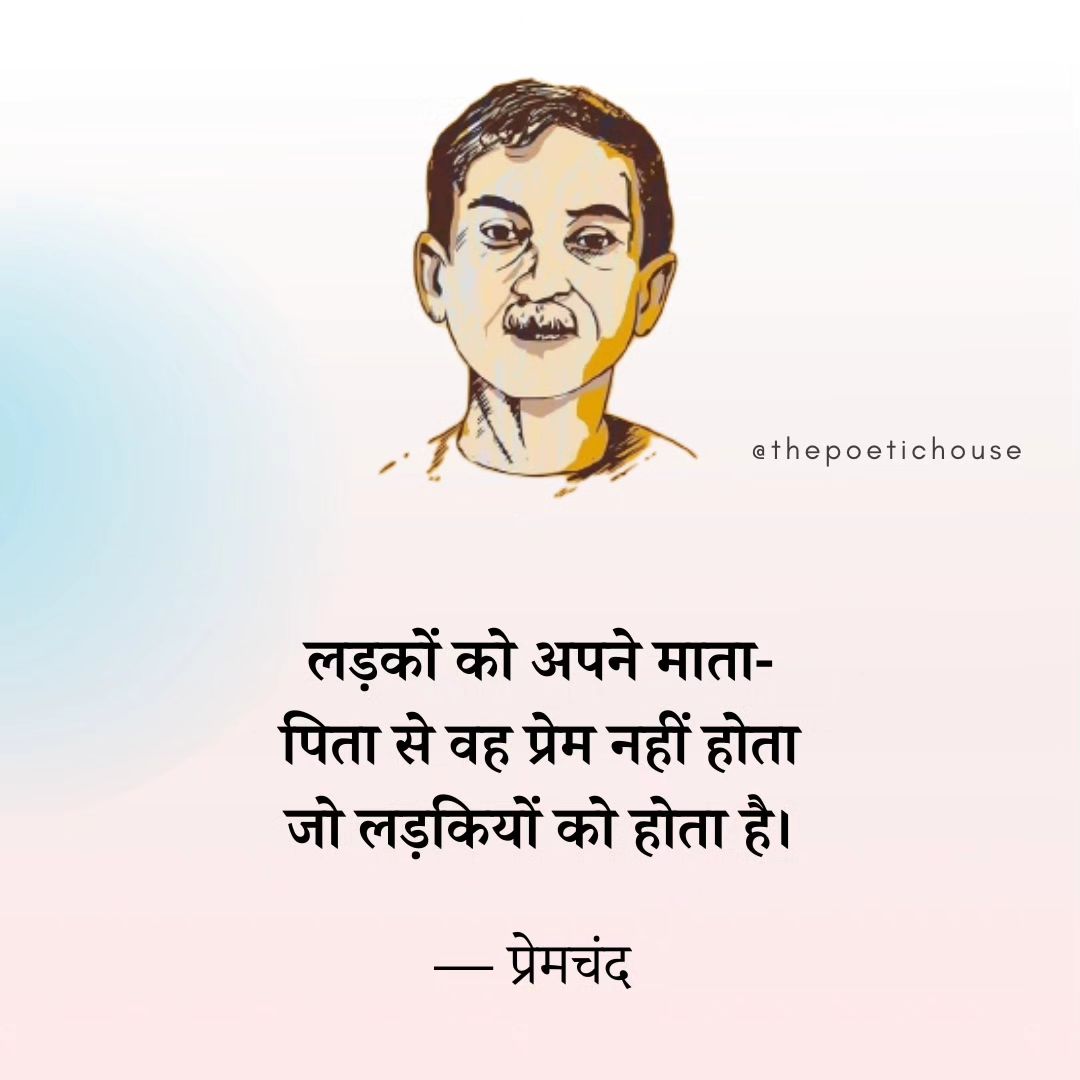 @thepoetichouse
लड़कों को अपने माता-
पिता से वह प्रेम नहीं होता
जो लड़कियों को होता है।
— प्रेमचंद